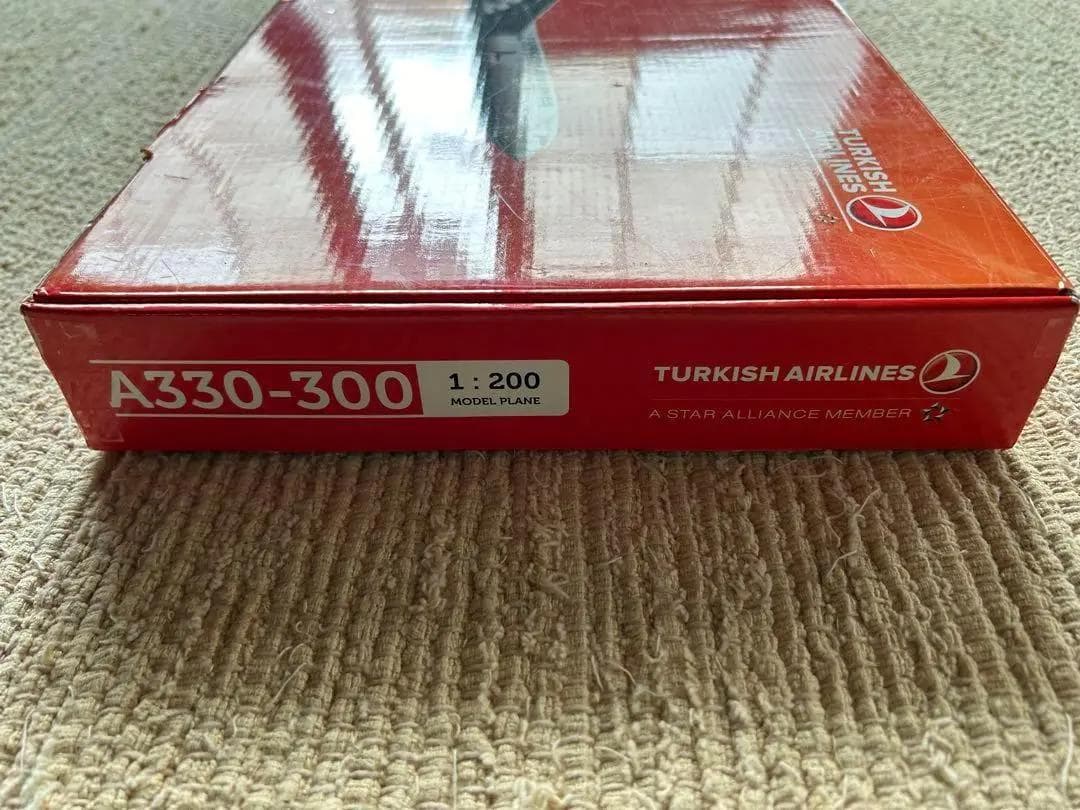 TURKISH
AIRLINES
A330-300
1 : 200
MODEL PLANE
TURKISH AIRLINES
A STAR ALLIANCE MEMBER